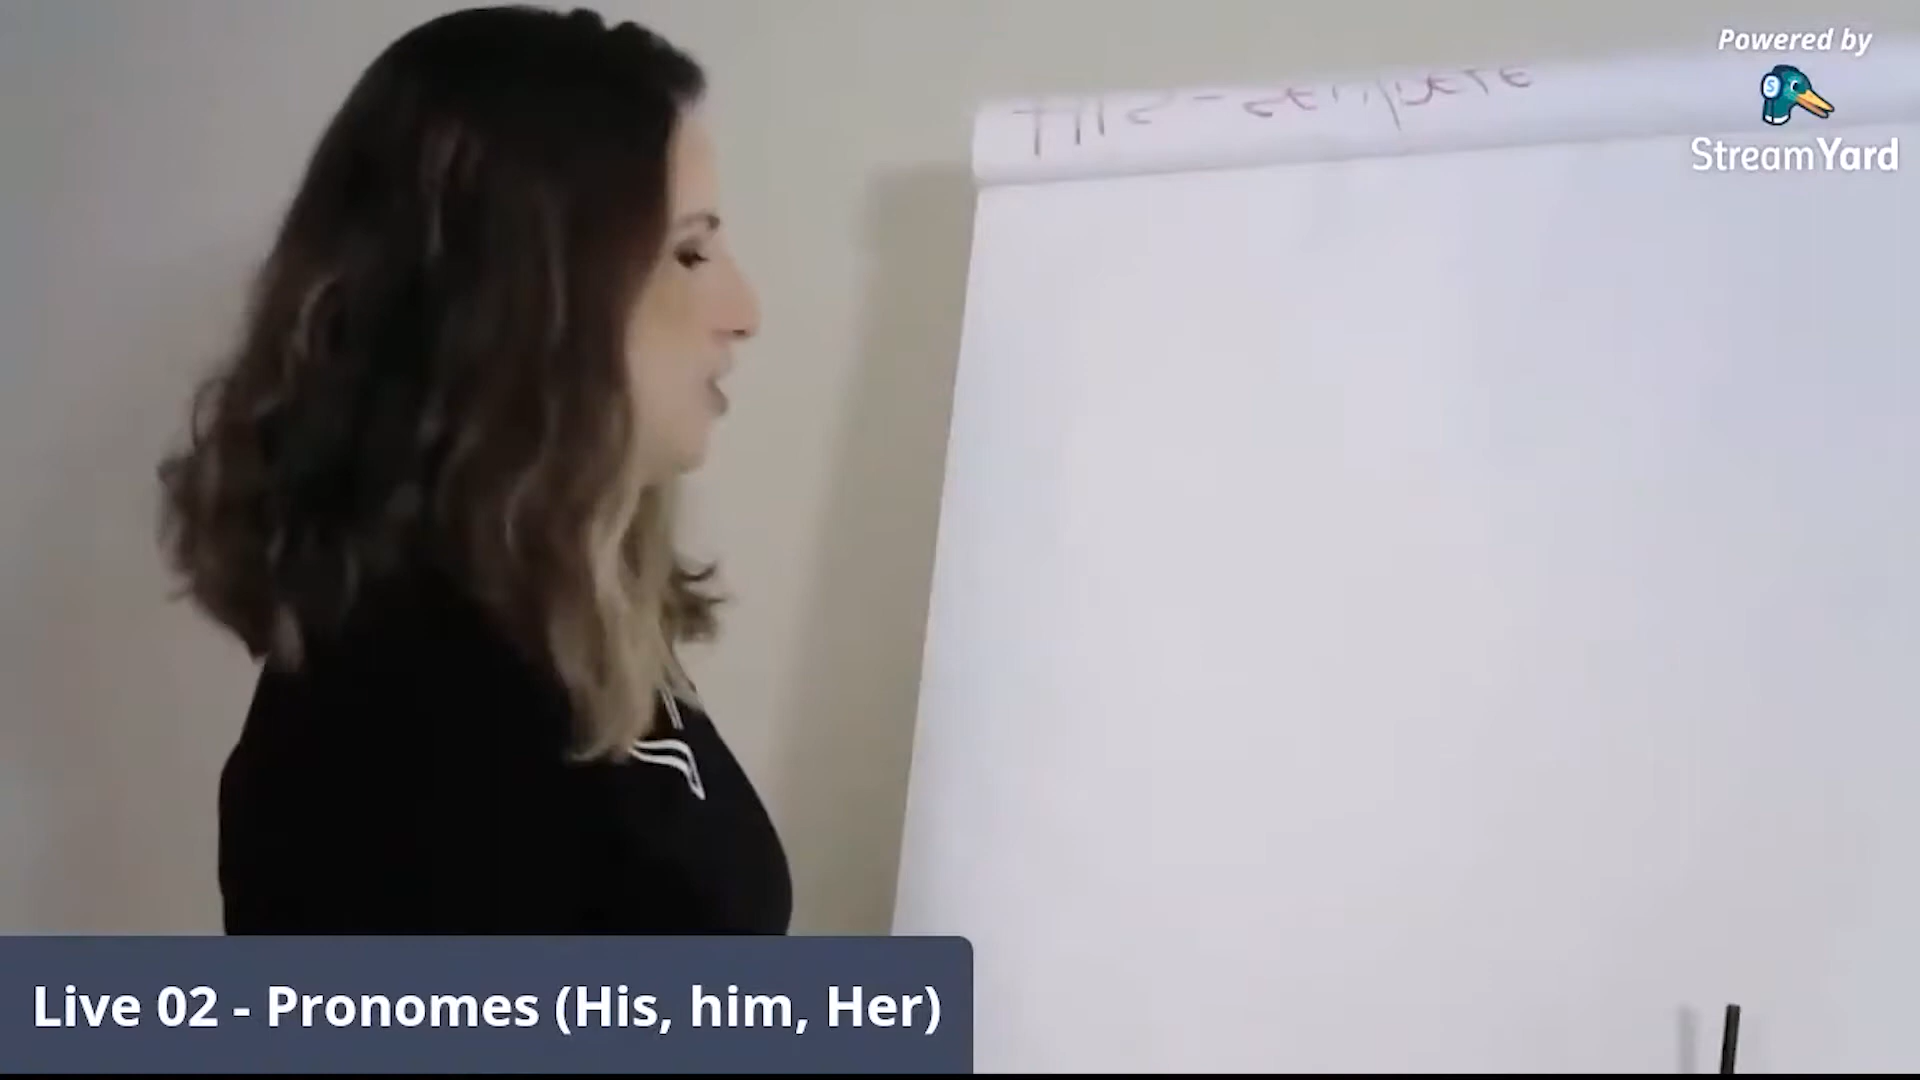 Powered by
StreamYard
Live 02 - Pronomes (His, him, Her)